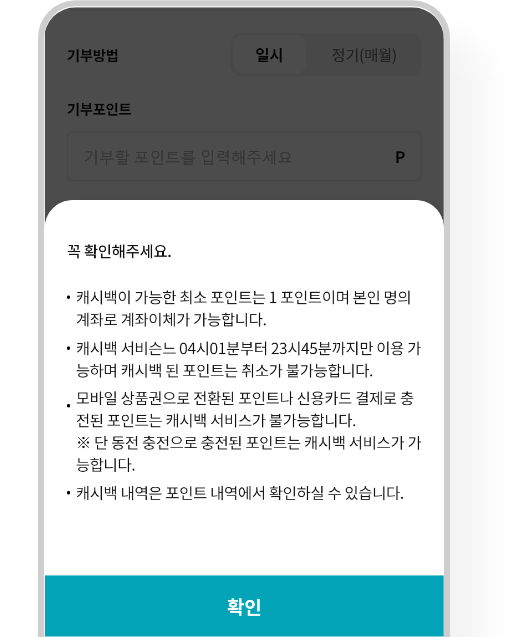 기부방법 일시 정기(매월)
기부포인트
기부할 포인트를 입력해주세요 P
꼭 확인해주세요.
• 캐시백이 가능한 최소 포인트는 1 포인트이며 본인 명의
계좌로 계좌이체가 가능합니다.
• 캐시백 서비슨느 04시01분부터 23시45분까지만 이용 가
능하며 캐시백 된 포인트는 취소가 불가능합니다.
• 모바일 상품권으로 전환된 포인트나 신용카드 결제로 충
전된 포인트는 캐시백 서비스가 불가능합니다.
※ 단 동전 충전으로 충전된 포인트는 캐시백 서비스가 가
능합니다.
• 캐시백 내역은 포인트 내역에서 확인하실 수 있습니다.
확인